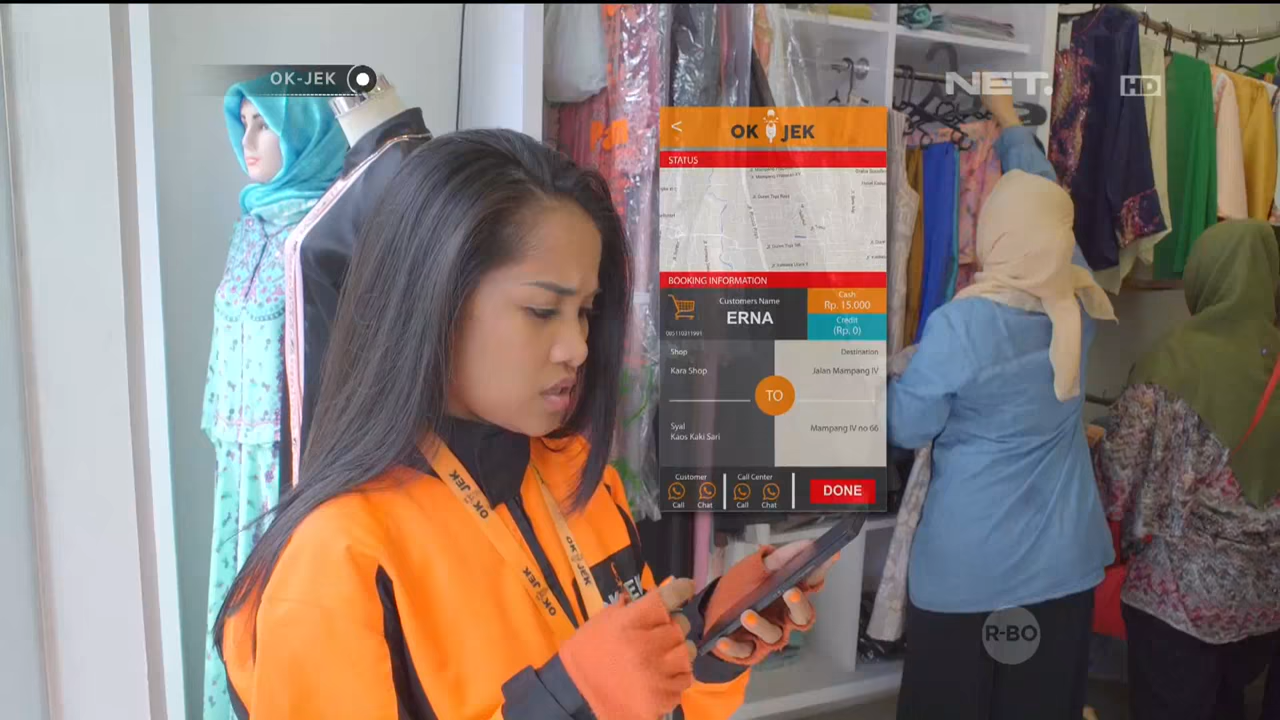 OK-JEK
NET.
HD
<
OK JEK
STATUS
BOOKING INFORMATION
Customers Name
ERNA
Cash
Rp. 15.000
Credit
(Rp. 0)
Shop
Destination
Kara Shop
Jalan Mampang IV
TO
Syal
Kaos Kaki Sari
Mampang IV no 66
Customer
Call Center
Call
Chat
Call
Chat
DONE
OK JEK
OK JEK
R-BO